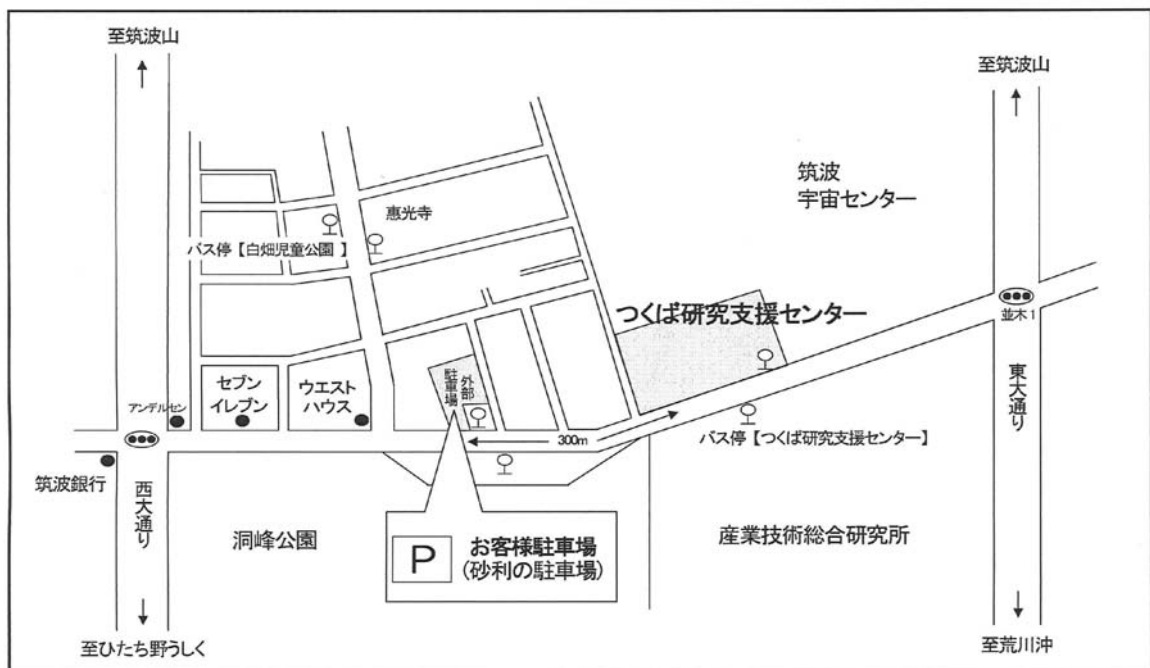 至筑波山
至筑波山
筑波
宇宙センター
惠光寺
バス停【白畑児童公園】
つくば研究支援センター
並木1
セブン
イレブン
ウエスト
ハウス
外部
駐車場
アンデルセン
300m
バス停【つくば研究支援センター】
東大通り
筑波銀行
西大通り
洞峰公園
P
お客様駐車場
(砂利の駐車場)
産業技術総合研究所
至ひたち野うしく
至荒川沖